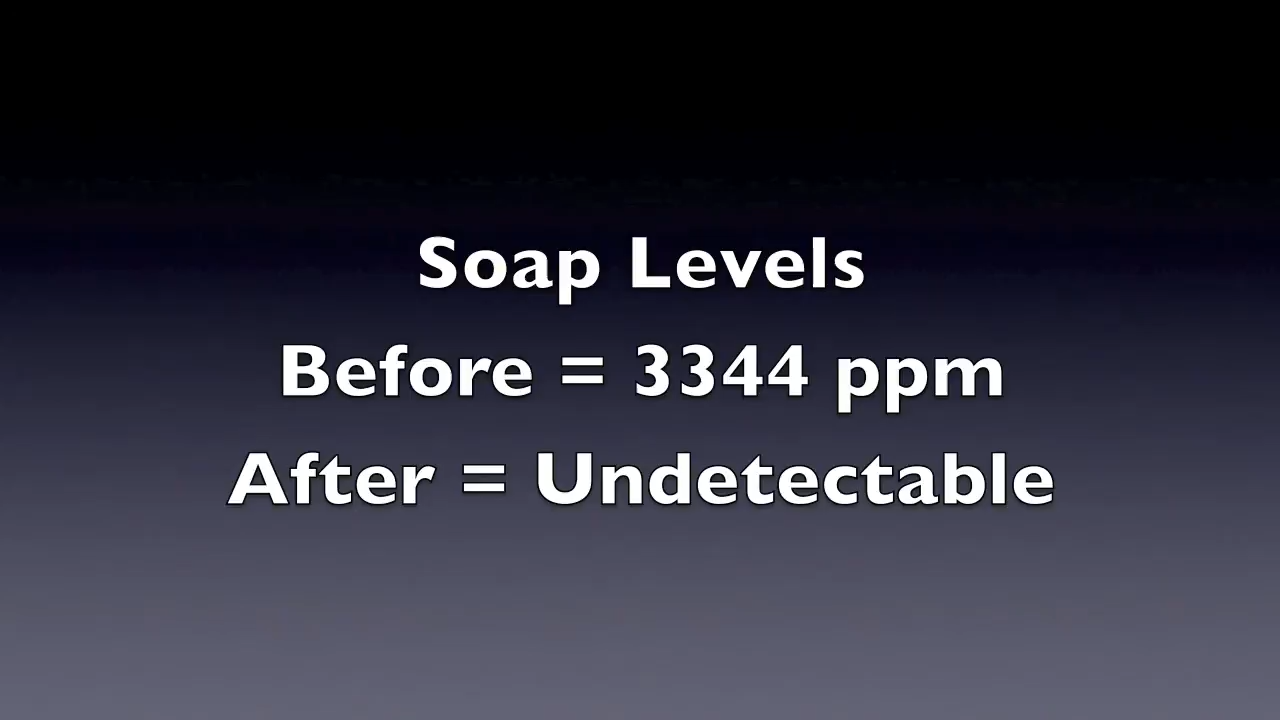 Soap Levels
Before = 3344 ppm
After = Undetectable